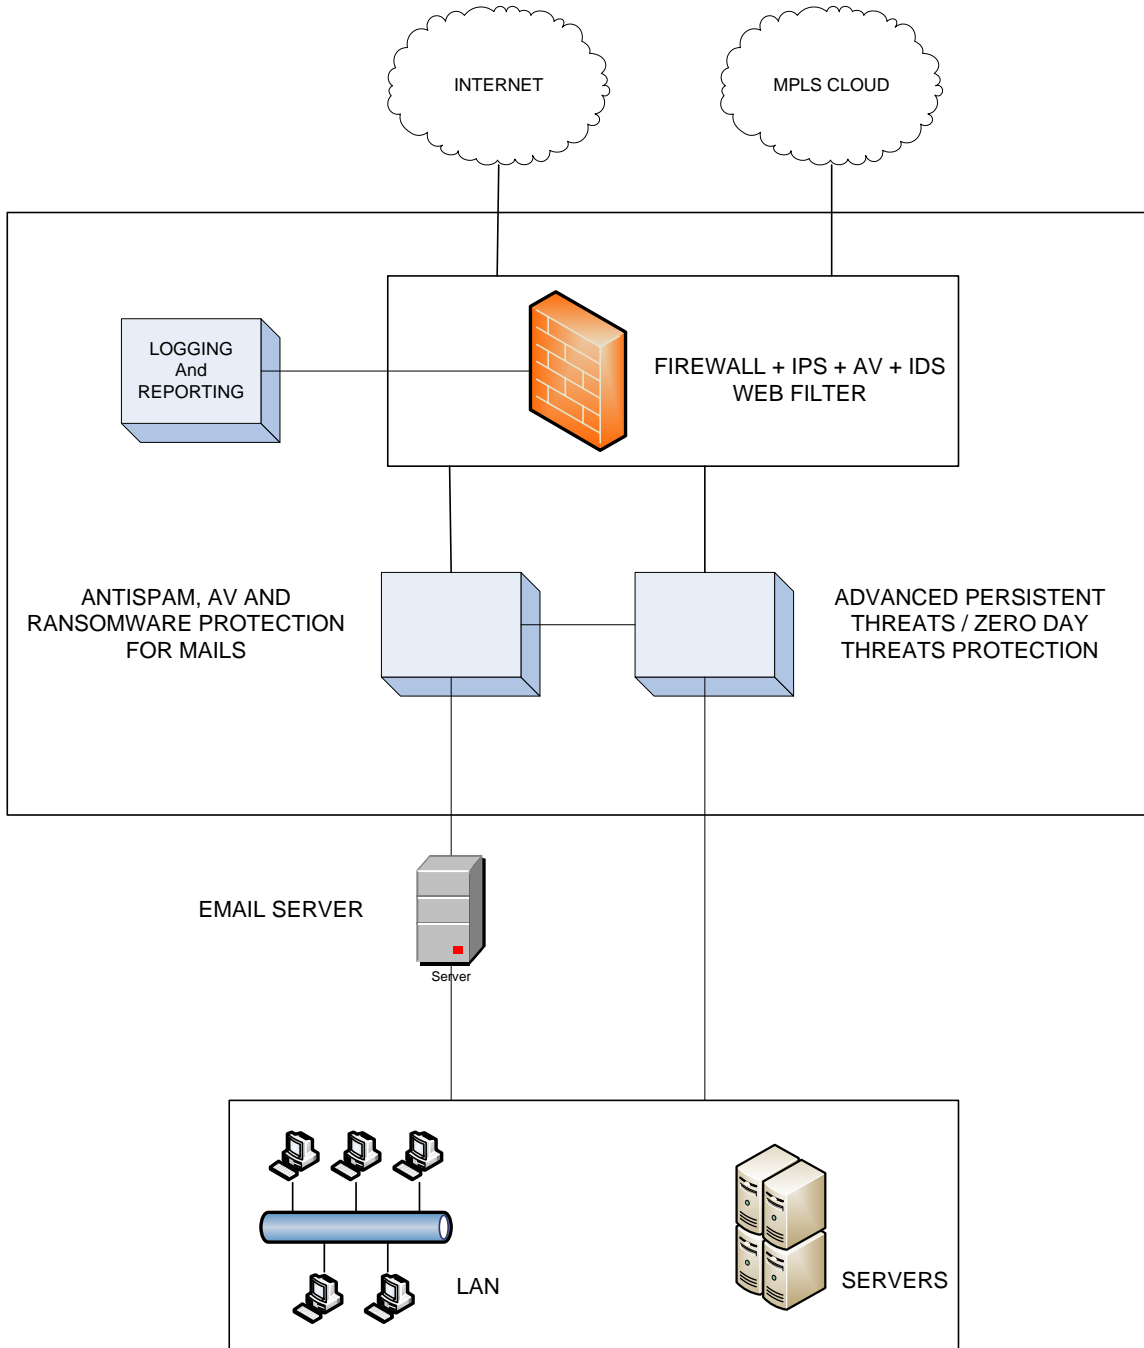 INTERNET
MPLS CLOUD
LOGGING
And
REPORTING
FIREWALL + IPS + AV + IDS
WEB FILTER
ANTISPAM, AV AND
RANSOMWARE PROTECTION
FOR MAILS
ADVANCED PERSISTENT
THREATS / ZERO DAY
THREATS PROTECTION
EMAIL SERVER
Server
LAN
SERVERS